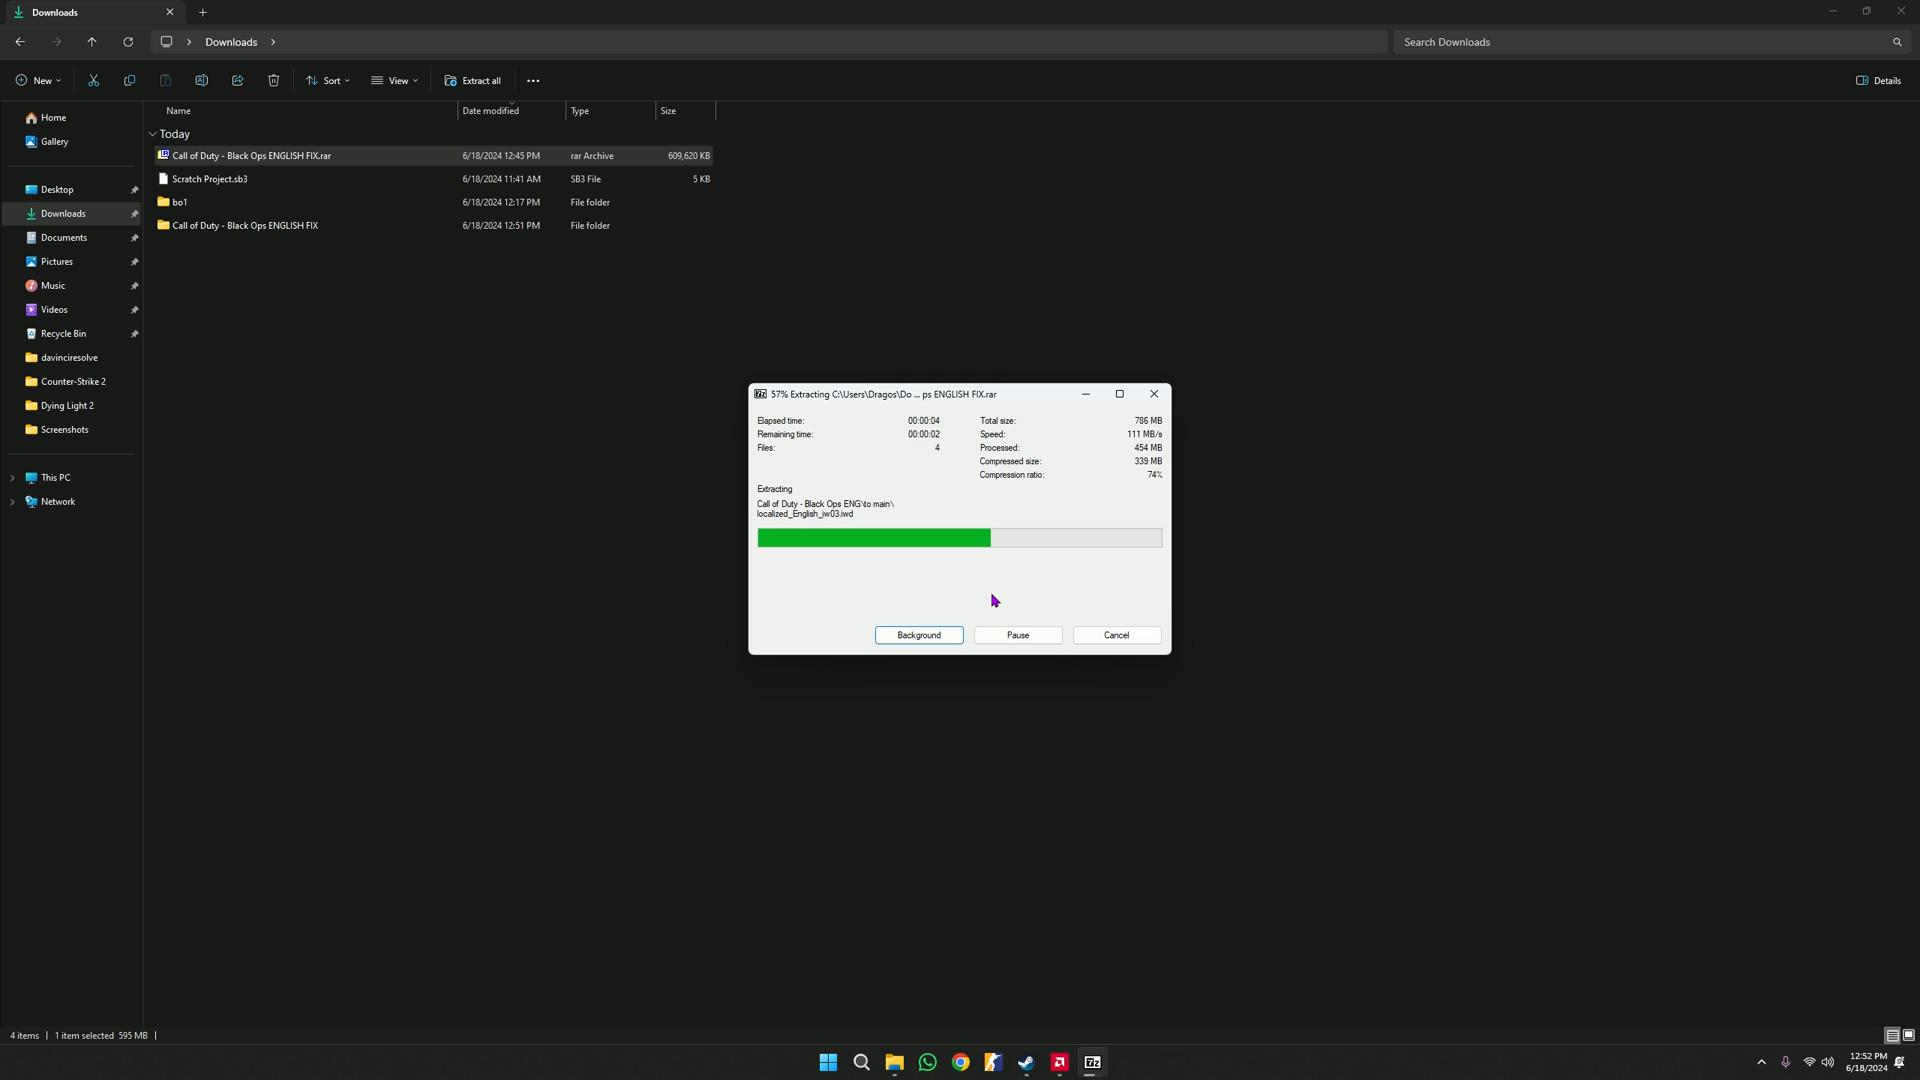 Downloads
Downloads
Search Downloads
New
Sort
View
Extract all
Details
Name
Date modified
Type
Size
Today
Call of Duty - Black Ops ENGLISH FIX.rar 6/18/2024 12:45 PM rar Archive 609,620 KB
Scratch Project.sb3 6/18/2024 11:41 AM SB3 File 5 KB
bo1 6/18/2024 12:17 PM File folder
Call of Duty - Black Ops ENGLISH FIX 6/18/2024 12:51 PM File folder
Home
Gallery
Desktop
Downloads
Documents
Pictures
Music
Videos
Recycle Bin
davinciresolve
Counter-Strike 2
Dying Light 2
Screenshots
This PC
Network
7z 57% Extracting C:\Users\Dragos\Do ... ps ENGLISH FIX.rar
Elapsed time: 00:00:04 Total size: 786 MB
Remaining time: 00:00:02 Speed: 111 MB/s
Files: 4 Processed: 454 MB
Compressed size: 339 MB
Compression ratio: 74%
Extracting
Call of Duty - Black Ops ENG\to main\
localized_English_iw03.iwd
Background
Pause
Cancel
4 items 1 item selected 595 MB
7z
12:52 PM
6/18/2024